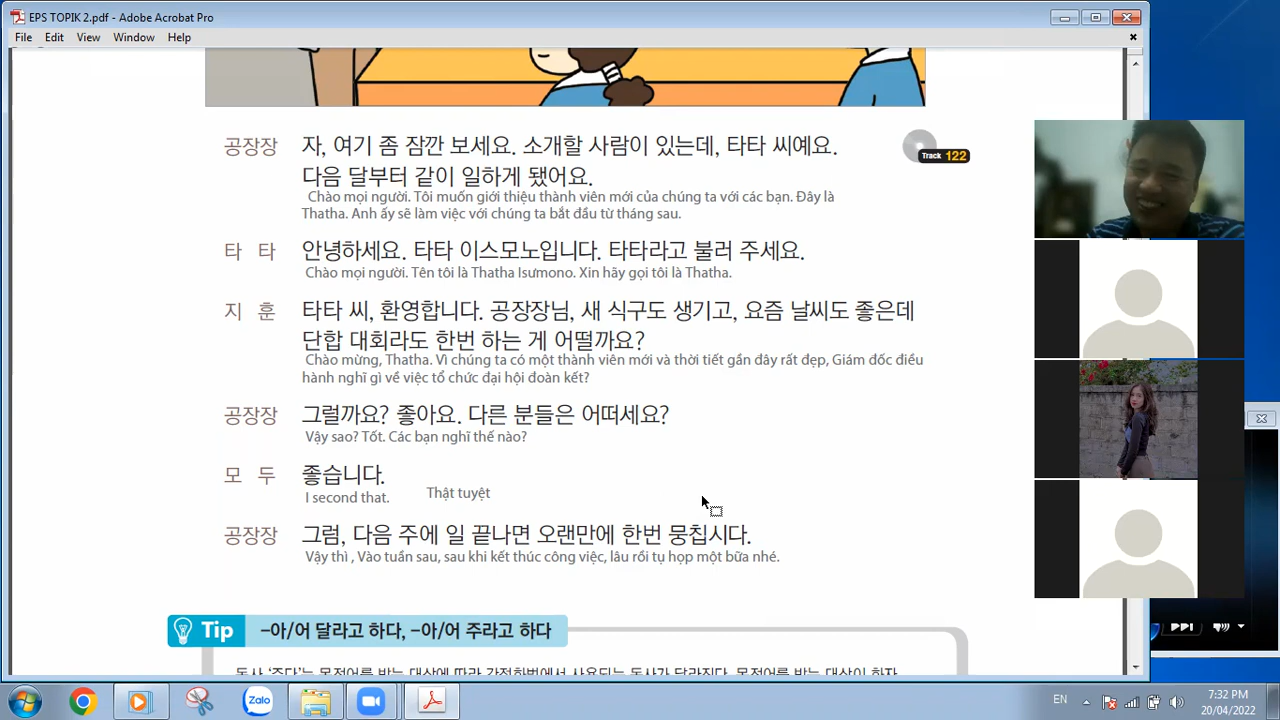 EPS TOPIK 2.pdf - Adobe Acrobat Pro
File Edit View Window Help
공장장 자, 여기 좀 잠깐 보세요. 소개할 사람이 있는데, 타타 씨예요.
Track 122
다음 달부터 같이 일하게 됐어요.
Chào mọi người. Tôi muốn giới thiệu thành viên mới của chúng ta với các bạn. Đây là
Thatha. Anh ấy sẽ làm việc với chúng ta bắt đầu từ tháng sau.
타 타 안녕하세요. 타타 이스모노입니다. 타타라고 불러 주세요.
Chào mọi người. Tên tôi là Thatha Isumono. Xin hãy gọi tôi là Thatha.
지 훈 타타 씨, 환영합니다. 공장장님, 새 식구도 생기고, 요즘 날씨도 좋은데
단합 대회라도 한번 하는 게 어떨까요?
Chào mừng, Thatha. Vì chúng ta có một thành viên mới và thời tiết gần đây rất đẹp, Giám đốc điều
hành nghĩ gì về việc tổ chức đại hội đoàn kết?
공장장 그럴까요? 좋아요. 다른 분들은 어떠세요?
Vậy sao? Tốt. Các bạn nghĩ thế nào?
모 두 좋습니다.
I second that. Thật tuyệt
공장장 그럼, 다음 주에 일 끝나면 오랜만에 한번 뭉칩시다.
Vậy thì , Vào tuần sau, sau khi kết thúc công việc, lâu rồi tụ họp một bữa nhé.
Tip –아/어 달라고 하다, –아/어 주라고 하다
Zalo
EN
7:32 PM
20/04/2022